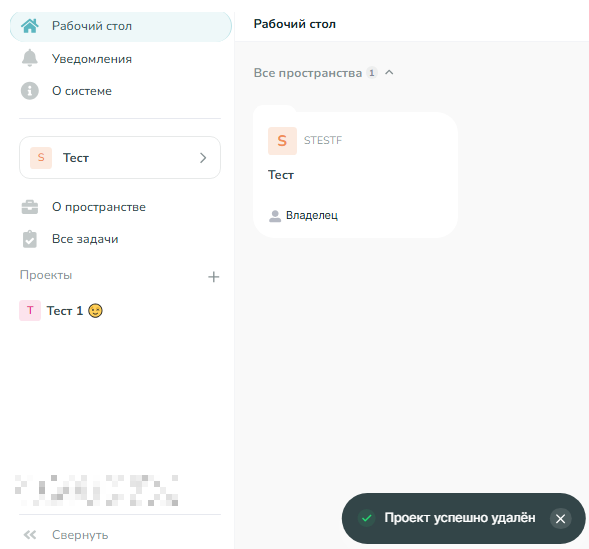 Рабочий стол
Уведомления
О системе
S Тест
О пространстве
Все задачи
Проекты
Т Тест 1 😉
Свернуть
Рабочий стол
Все пространства 1
S STESTF
Тест
Владелец
Проект успешно удалён